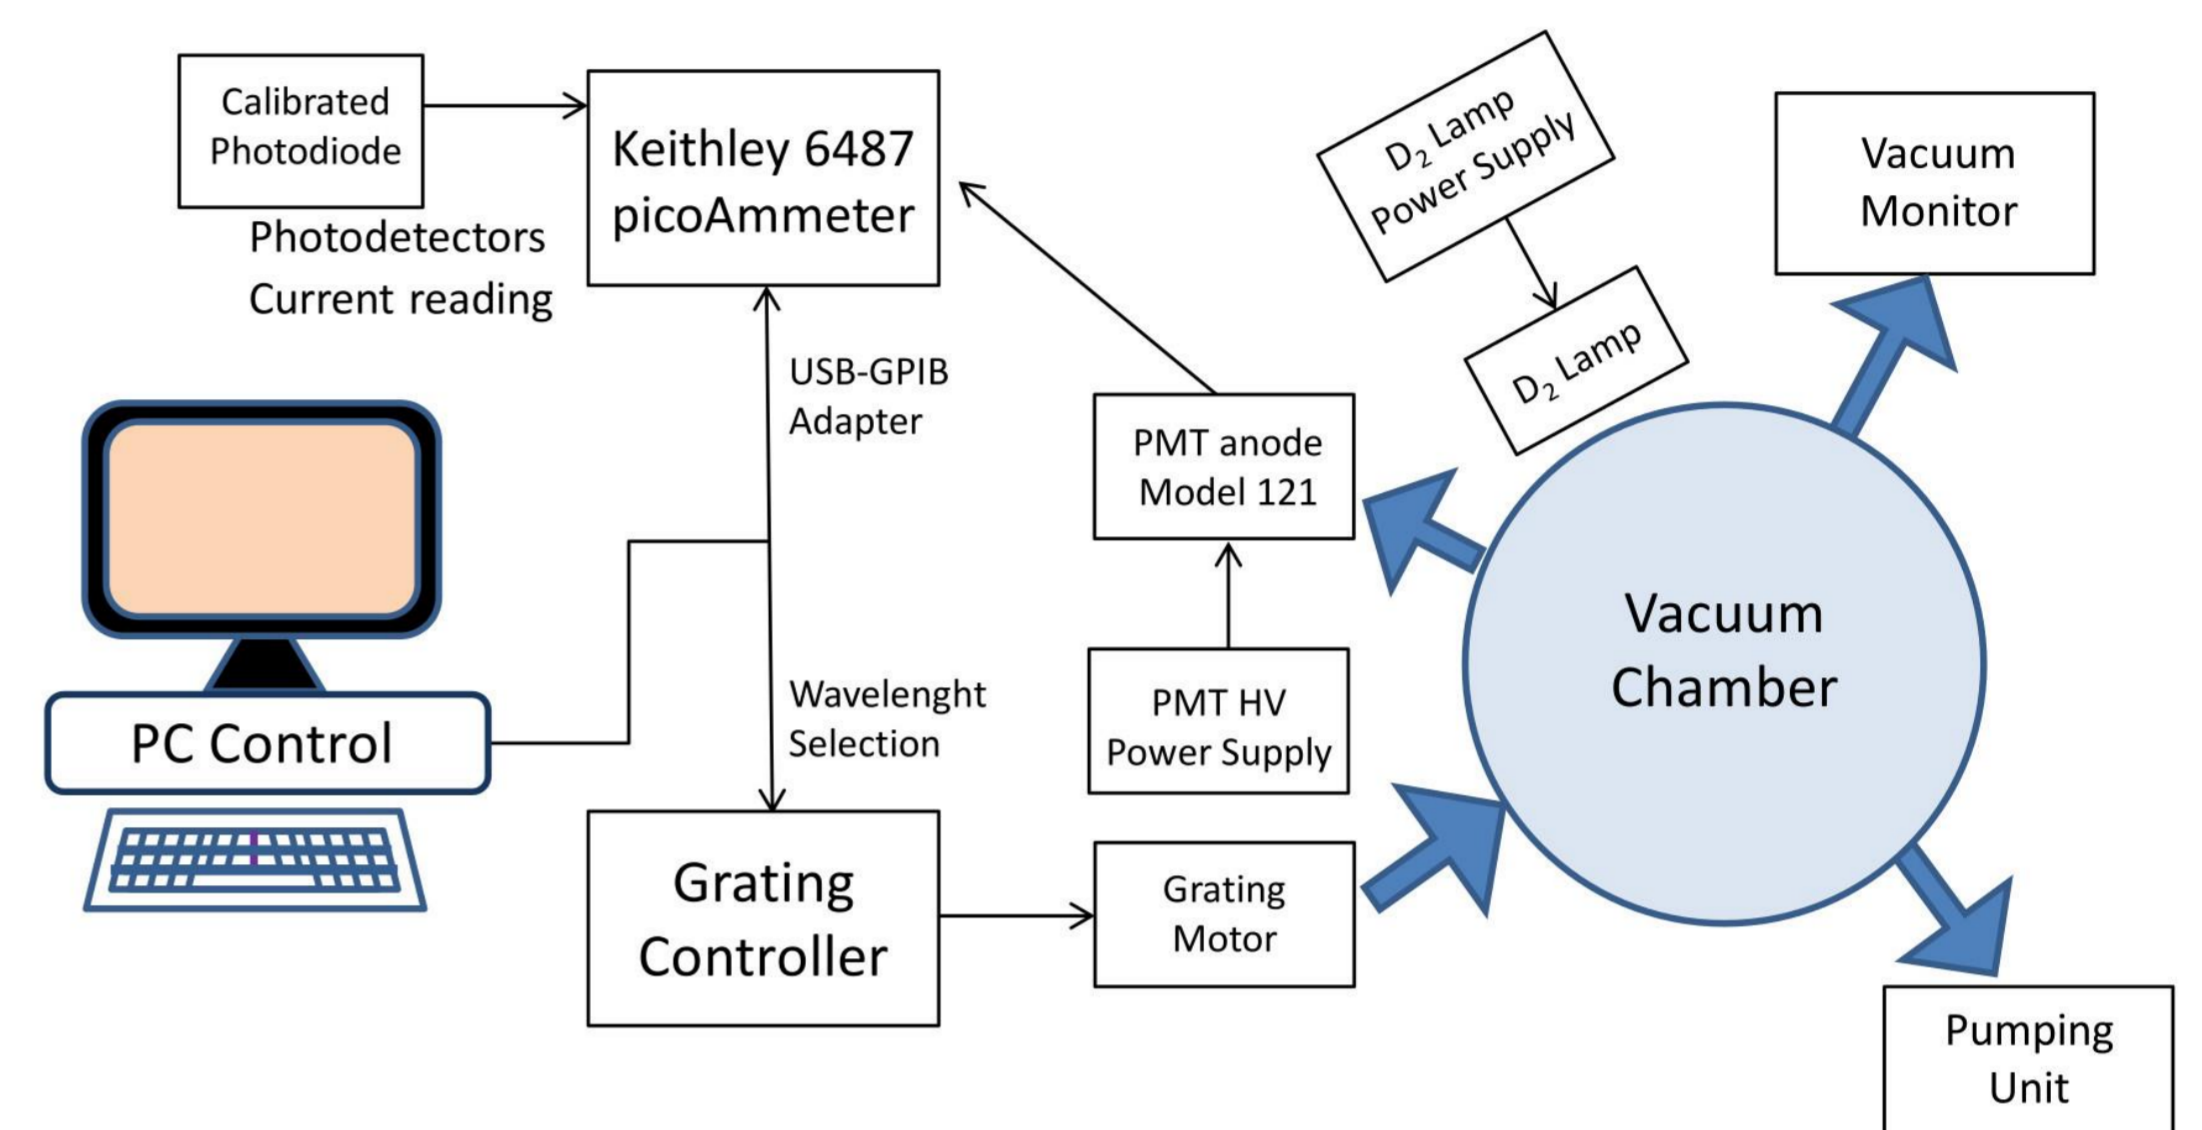 Calibrated
Photodiode
Keithley 6487
picoAmmeter
Photodetectors
Current reading
D₂ Lamp
Power Supply
D₂ Lamp
Vacuum
Monitor
USB-GPIB
Adapter
PMT anode
Model 121
Vacuum
Chamber
PC Control
Wavelenght
Selection
PMT HV
Power Supply
Grating
Controller
Grating
Motor
Pumping
Unit